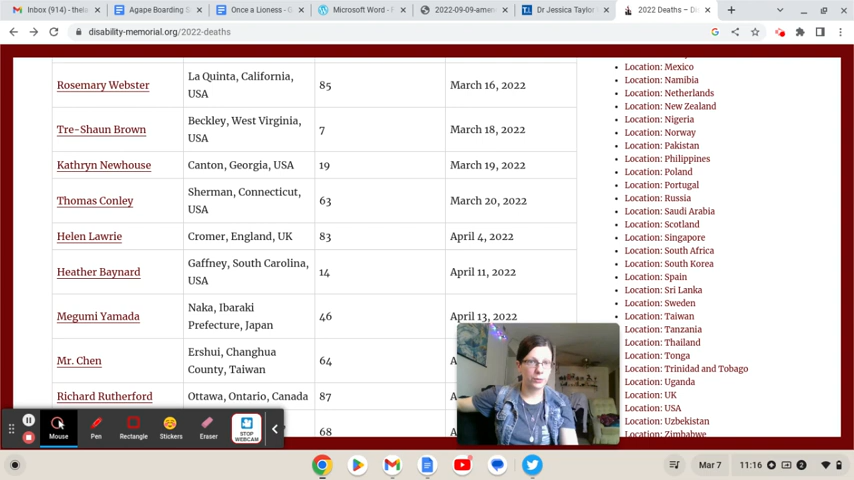 Inbox (914) - thela
Agape Boarding S
Once a Lioness - G
Microsoft Word - F
2022-09-09-amen
Dr Jessica Taylor
2022 Deaths – De
disability-memorial.org/2022-deaths
Rosemary Webster
La Quinta, California,
USA
85
March 16, 2022
Tre-Shaun Brown
Beckley, West Virginia,
USA
7
March 18, 2022
Kathryn Newhouse
Canton, Georgia, USA
19
March 19, 2022
Thomas Conley
Sherman, Connecticut,
USA
63
March 20, 2022
Helen Lawrie
Cromer, England, UK
83
April 4, 2022
Heather Baynard
Gaffney, South Carolina,
USA
14
April 11, 2022
Megumi Yamada
Naka, Ibaraki
Prefecture, Japan
46
April 13, 2022
Mr. Chen
Ershui, Changhua
County, Taiwan
64
Richard Rutherford
Ottawa, Ontario, Canada
87
68
Location: Mexico
Location: Namibia
Location: Netherlands
Location: New Zealand
Location: Nigeria
Location: Norway
Location: Pakistan
Location: Philippines
Location: Poland
Location: Portugal
Location: Russia
Location: Saudi Arabia
Location: Scotland
Location: Singapore
Location: South Africa
Location: South Korea
Location: Spain
Location: Sri Lanka
Location: Sweden
Location: Taiwan
Location: Tanzania
Location: Thailand
Location: Tonga
Location: Trinidad and Tobago
Location: Uganda
Location: UK
Location: USA
Location: Uzbekistan
Location: Zimbabwe
Mouse
Pen
Rectangle
Stickers
Eraser
STOP
WEBCAM
Mar 7
11:16
2